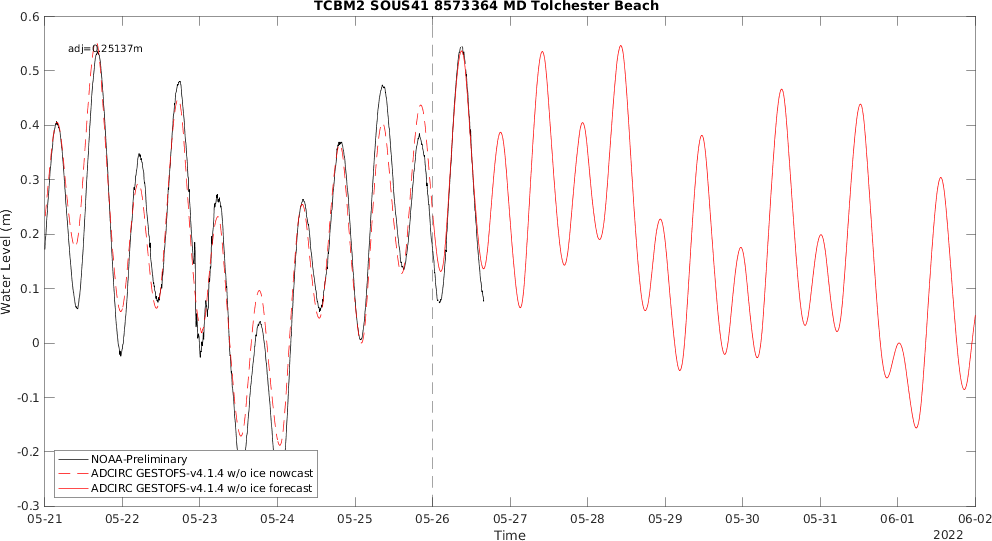 TCBM2 SOUS41 8573364 MD Tolchester Beach
adj=0.25137m
0.6
0.5
0.4
0.3
0.2
0.1
0
-0.1
-0.2
-0.3
Water Level (m)
NOAA-Preliminary
ADCIRC GESTOFS-v4.1.4 w/o ice nowcast
ADCIRC GESTOFS-v4.1.4 w/o ice forecast
05-21 05-22 05-23 05-24 05-25 05-26 05-27 05-28 05-29 05-30 05-31 06-01 06-02
Time
2022